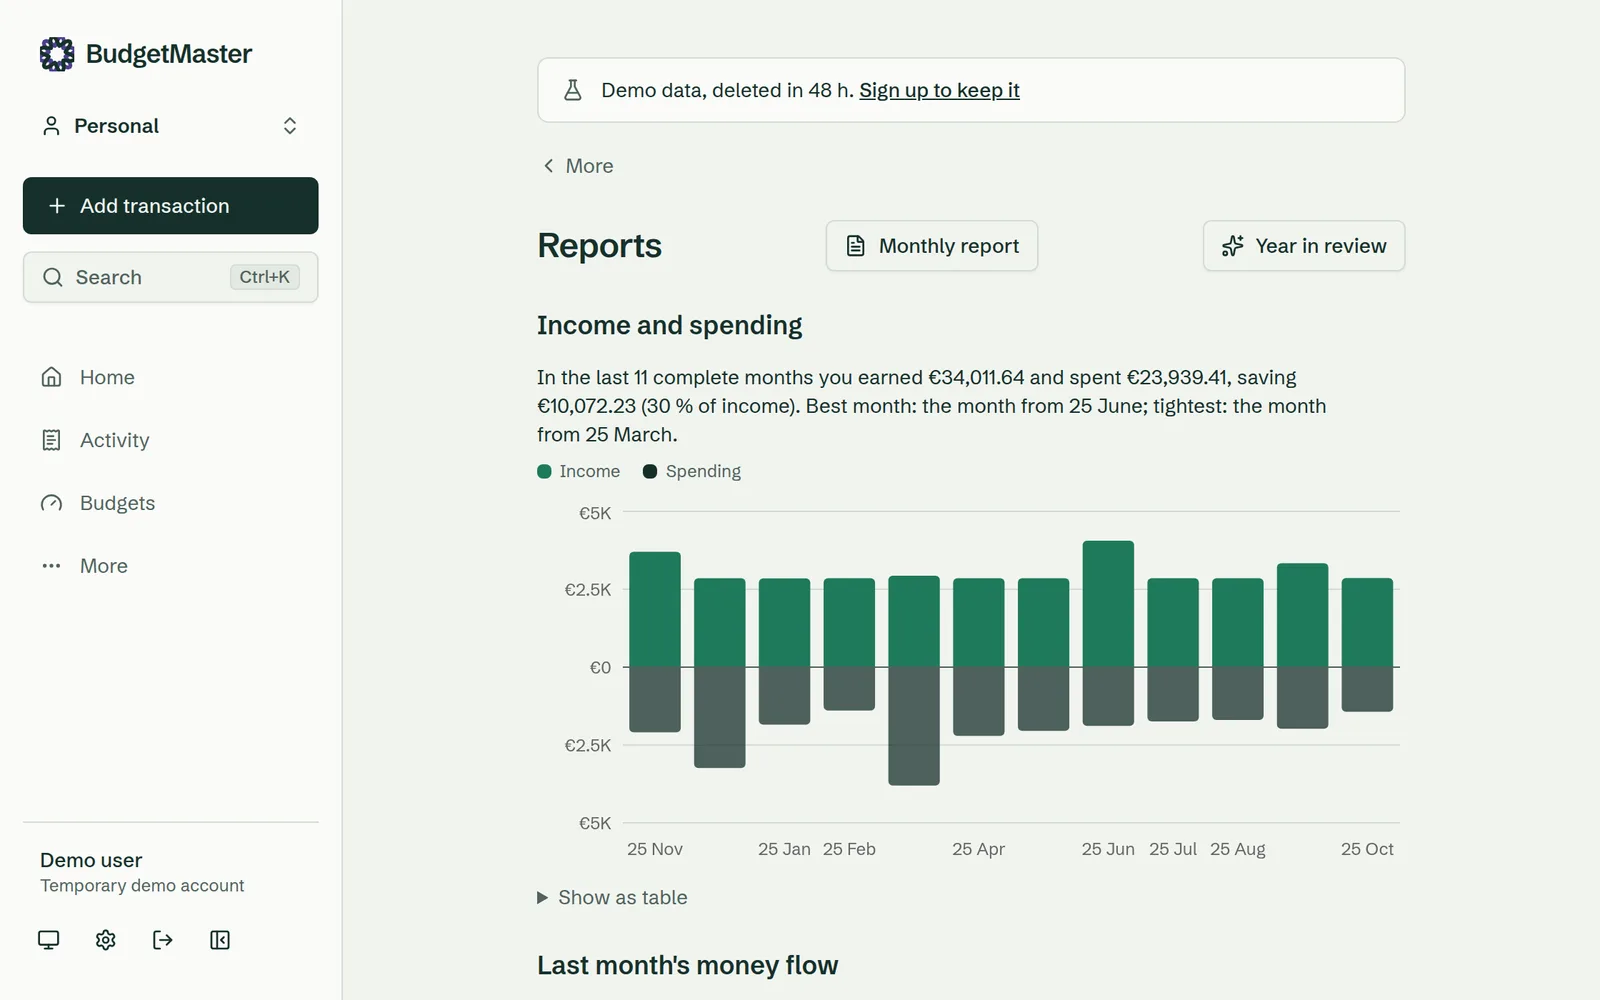 BudgetMaster
Personal
Add transaction
Search Ctrl+K
Home
Activity
Budgets
More
Demo user
Temporary demo account
Demo data, deleted in 48 h. Sign up to keep it
More
Reports
Monthly report
Year in review
Income and spending
In the last 11 complete months you earned €34,011.64 and spent €23,939.41, saving
€10,072.23 (30 % of income). Best month: the month from 25 June; tightest: the month
from 25 March.
Income Spending
€5K
€2.5K
€0
€2.5K
€5K
25 Nov 25 Jan 25 Feb 25 Apr 25 Jun 25 Jul 25 Aug 25 Oct
Show as table
Last month's money flow